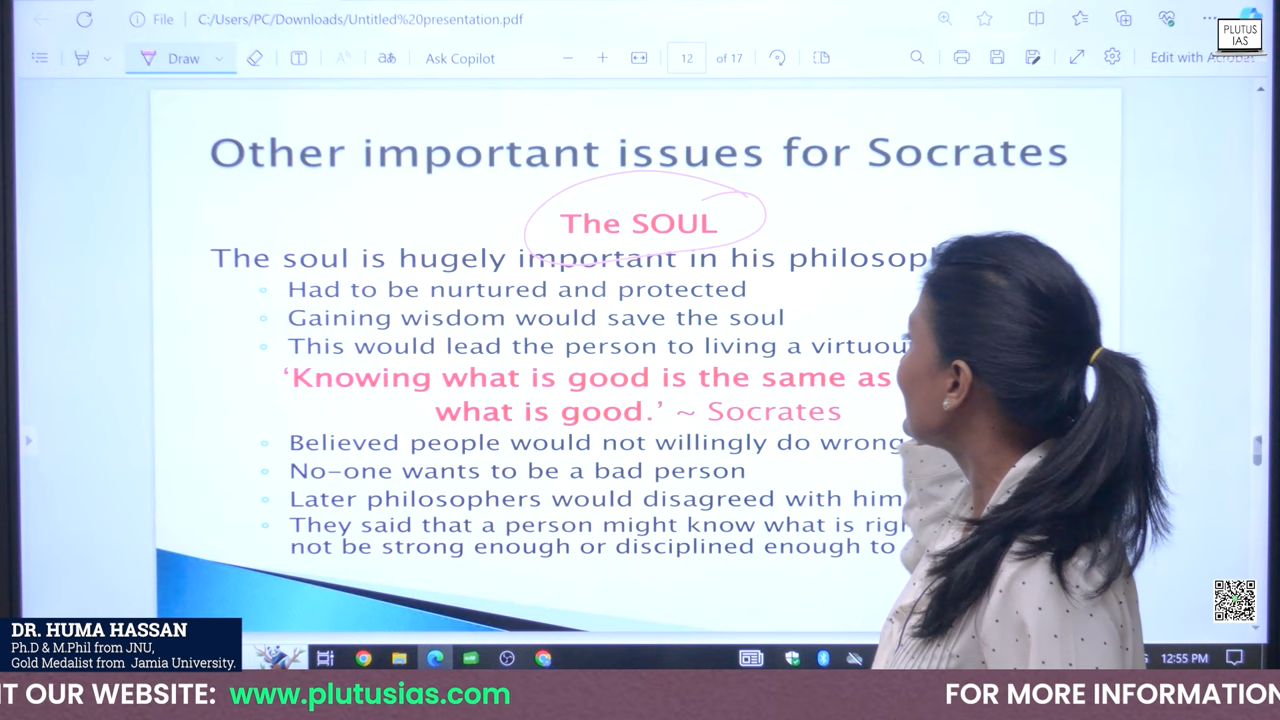 File
C:/Users/PC/Downloads/Untitled%20presentation.pdf
PLUTUS
IAS
Draw
Ask Copilot
12
of 17
Edit with Acrobat
Other important issues for Socrates
The SOUL
The soul is hugely important in his philosop
Had to be nurtured and protected
Gaining wisdom would save the soul
This would lead the person to living a virtuou
‘Knowing what is good is the same as
what is good.’ ~ Socrates
Believed people would not willingly do wrong
No-one wants to be a bad person
Later philosophers would disagreed with him
They said that a person might know what is rig
not be strong enough or disciplined enough to
DR. HUMA HASSAN
Ph.D & M.Phil from JNU,
Gold Medalist from Jamia University.
12:55 PM
IT OUR WEBSITE: www.plutusias.com
FOR MORE INFORMATION